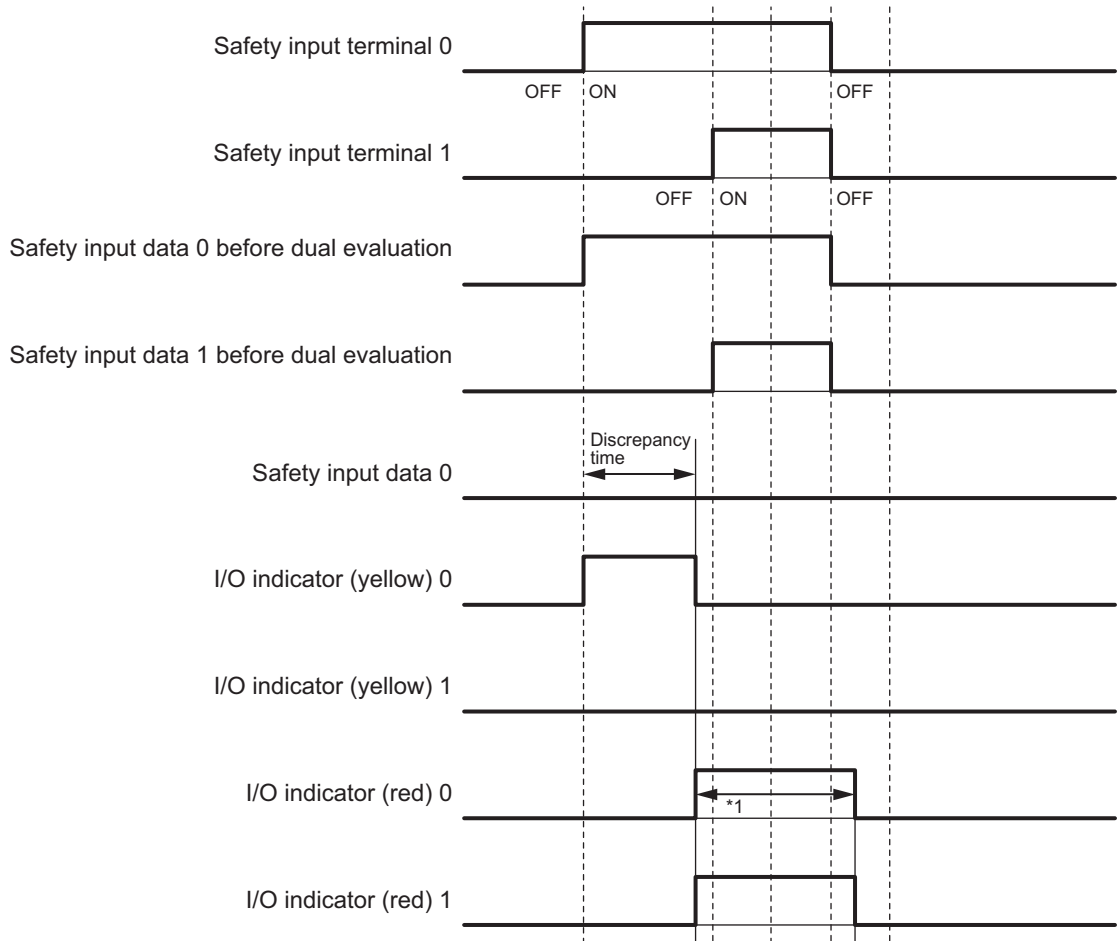 Safety input terminal 0
OFF ON OFF
Safety input terminal 1
OFF ON OFF
Safety input data 0 before dual evaluation
Safety input data 1 before dual evaluation
Discrepancy
time
Safety input data 0
I/O indicator (yellow) 0
I/O indicator (yellow) 1
I/O indicator (red) 0
*1
I/O indicator (red) 1